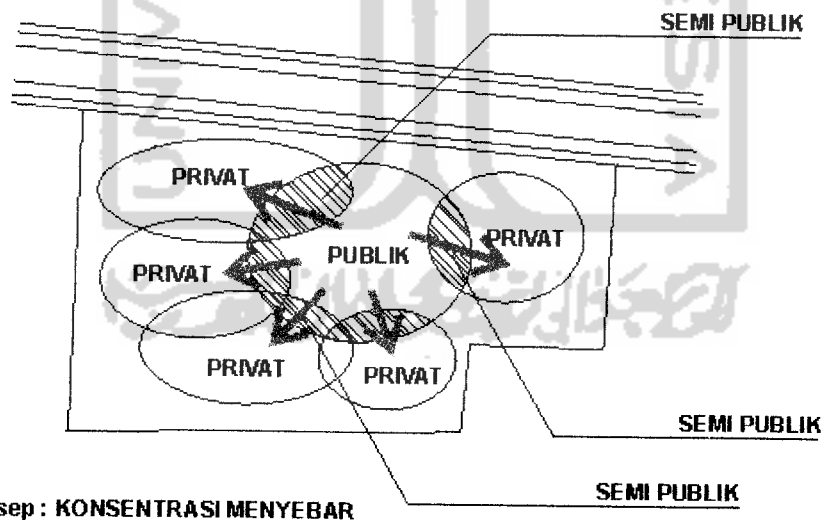 SEMI PUBLIK
PRIVAT
PUBLIK
PRIVAT
PRIVAT
PRIVAT
PRIVAT
SEMI PUBLIK
SEMI PUBLIK
sep : KONSENTRASI MENYEBAR